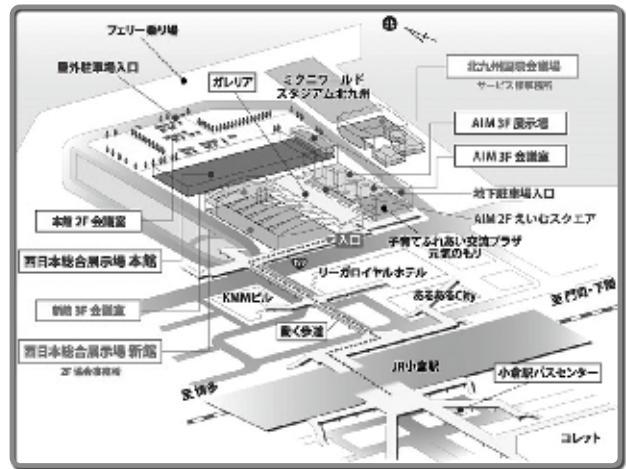 フェリー乗り場
屋外駐車場入口
ガレリア
ミクニワールド
スタジアム北九州
北九州国際会議場
AIM 3F 展示場
AIM 3F 会議室
地下駐車場入口
AIM 2F えいむスクエア
本館 2F 会議室
入口
子育てふれあい交流プラザ
元気のもり
西日本総合展示場 本館
リーガロイヤルホテル
KMMビル
あるあるCity
至 門司・下関
新館 3F 会議室
動く歩道
西日本総合展示場 新館
JR小倉駅
小倉駅バスセンター
至 博多
コレット